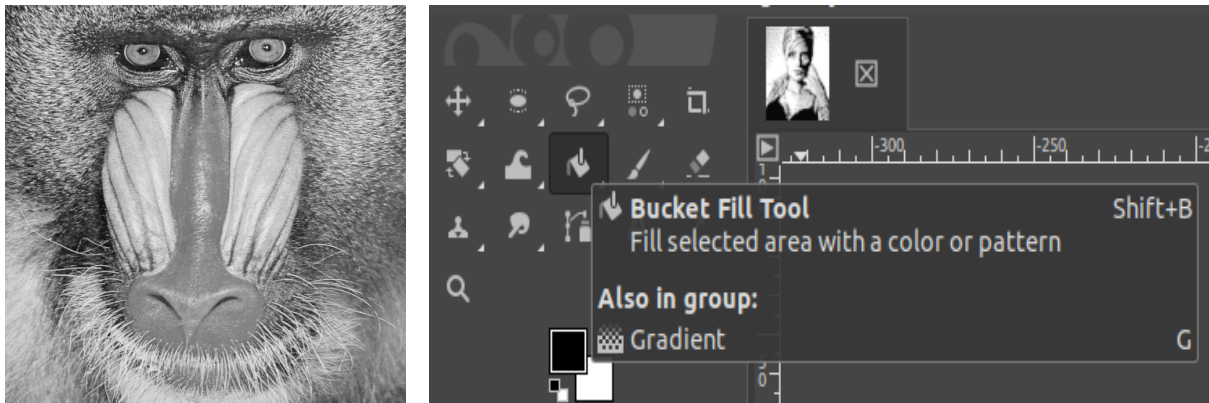 -300 -250
Bucket Fill Tool Shift+B
Fill selected area with a color or pattern
Also in group:
Gradient G